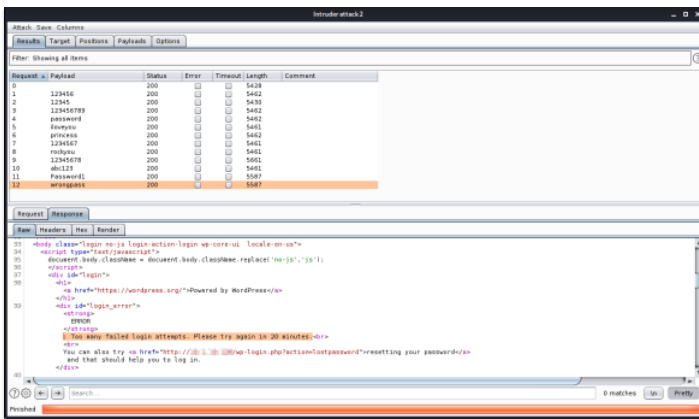 Intruder attack 2
Attack Save Columns
Results Target Positions Payloads Options
Filter: Showing all items
Request Payload Status Error Timeout Length Comment
0 200 5428
1 123456 200 5462
2 12345 200 5430
3 123456789 200 5462
4 password 200 5462
5 iloveyou 200 5461
6 princess 200 5462
7 1234567 200 5461
8 rockyou 200 5461
9 12345678 200 5661
10 abc123 200 5461
11 Password1 200 5587
12 wrongpass 200 5587
Request Response
Raw Headers Hex Render
33 <body class="login no-js login-action-login wp-core-ui locale-en-us">
34 <script type="text/javascript">
35 document.body.className = document.body.className.replace('no-js','js');
36 </script>
37 <div id="login">
38 <h1>
<a href="https://wordpress.org/">Powered by WordPress</a>
</h1>
39 <div id="login_error">
<strong>
ERROR
</strong>
: Too many failed login attempts. Please try again in 20 minutes.<br>
<br>
You can also try <a href="http:// /wp-login.php?action=lostpassword">resetting your password</a>
and that should help you to log in.
</div>
40
Search...
0 matches \n Pretty
Finished